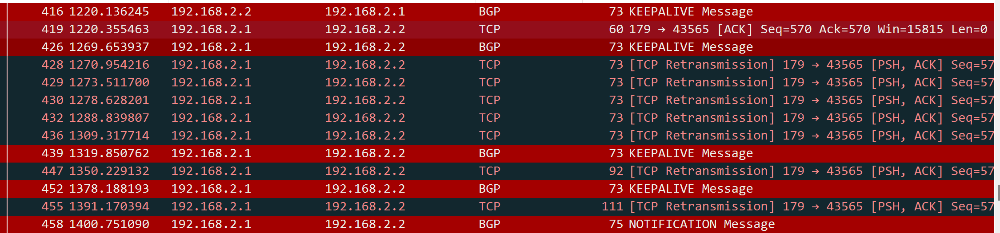 416 1220.136245 192.168.2.2 192.168.2.1 BGP 73 KEEPALIVE Message
419 1220.355463 192.168.2.1 192.168.2.2 TCP 60 179 → 43565 [ACK] Seq=570 Ack=570 Win=15815 Len=0
426 1269.653937 192.168.2.1 192.168.2.2 BGP 73 KEEPALIVE Message
428 1270.954216 192.168.2.1 192.168.2.2 TCP 73 [TCP Retransmission] 179 → 43565 [PSH, ACK] Seq=57
429 1273.511700 192.168.2.1 192.168.2.2 TCP 73 [TCP Retransmission] 179 → 43565 [PSH, ACK] Seq=57
430 1278.628201 192.168.2.1 192.168.2.2 TCP 73 [TCP Retransmission] 179 → 43565 [PSH, ACK] Seq=57
432 1288.839807 192.168.2.1 192.168.2.2 TCP 73 [TCP Retransmission] 179 → 43565 [PSH, ACK] Seq=57
436 1309.317714 192.168.2.1 192.168.2.2 TCP 73 [TCP Retransmission] 179 → 43565 [PSH, ACK] Seq=57
439 1319.850762 192.168.2.1 192.168.2.2 BGP 73 KEEPALIVE Message
447 1350.229132 192.168.2.1 192.168.2.2 TCP 92 [TCP Retransmission] 179 → 43565 [PSH, ACK] Seq=57
452 1378.188193 192.168.2.1 192.168.2.2 BGP 73 KEEPALIVE Message
455 1391.170394 192.168.2.1 192.168.2.2 TCP 111 [TCP Retransmission] 179 → 43565 [PSH, ACK] Seq=57
458 1400.751090 192.168.2.1 192.168.2.2 BGP 75 NOTIFICATION Message